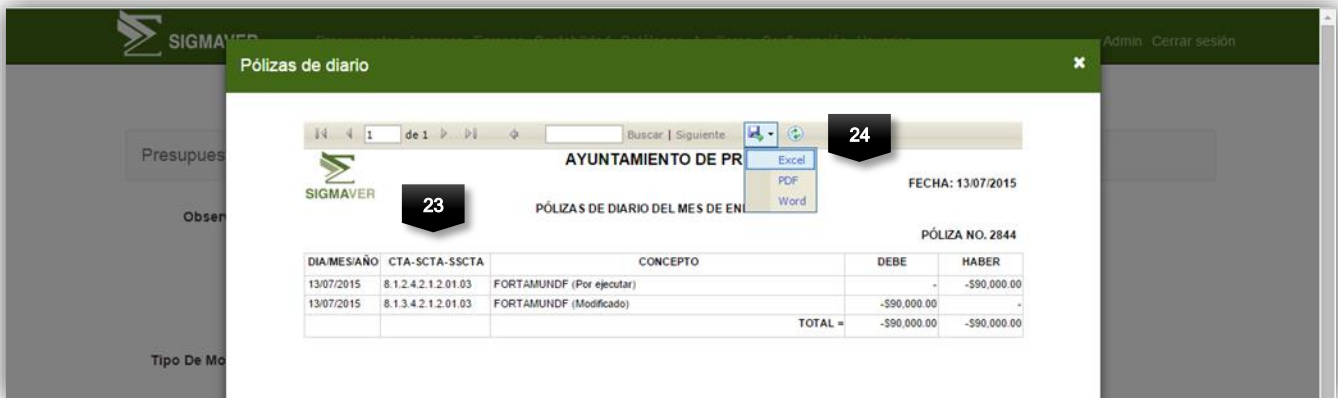 SIGMAVER
Admin Cerrar sesión
Pólizas de diario
×
1 de 1 Buscar | Siguiente
24
Excel
PDF
Word
Presupues
AYUNTAMIENTO DE PR
SIGMAVER
FECHA: 13/07/2015
23
PÓLIZAS DE DIARIO DEL MES DE EN
Obser
PÓLIZA NO. 2844
DIA/MES/AÑO CTA-SCTA-SSCTA CONCEPTO DEBE HABER
13/07/2015 8.1.2.4.2.1.2.01.03 FORTAMUNDF (Por ejecutar) - -$90,000.00
13/07/2015 8.1.3.4.2.1.2.01.03 FORTAMUNDF (Modificado) -$90,000.00 -
TOTAL = -$90,000.00 -$90,000.00
Tipo De Mo